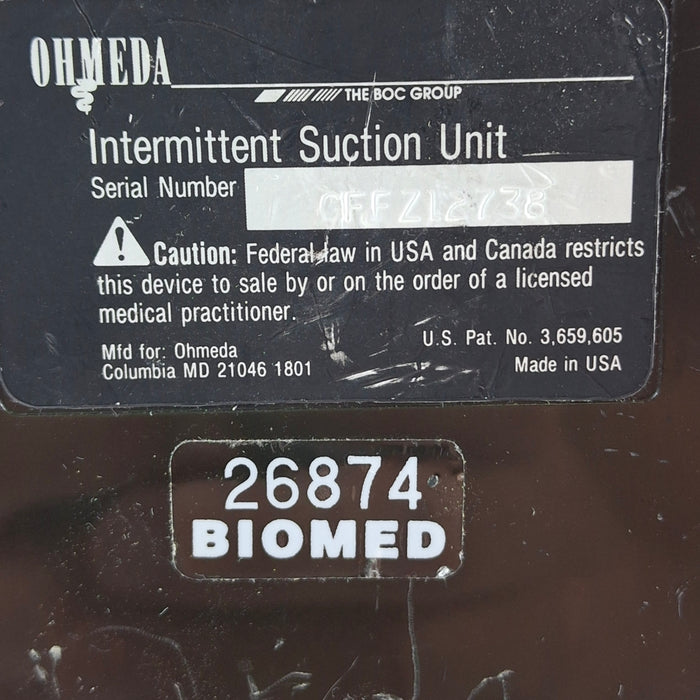 OHMEDA
THE BOC GROUP
Intermittent Suction Unit
Serial Number CFFZ12738
Caution: Federal law in USA and Canada restricts
this device to sale by or on the order of a licensed
medical practitioner.
Mfd for: Ohmeda
Columbia MD 21046 1801
U.S. Pat. No. 3,659,605
Made in USA
26874
BIOMED